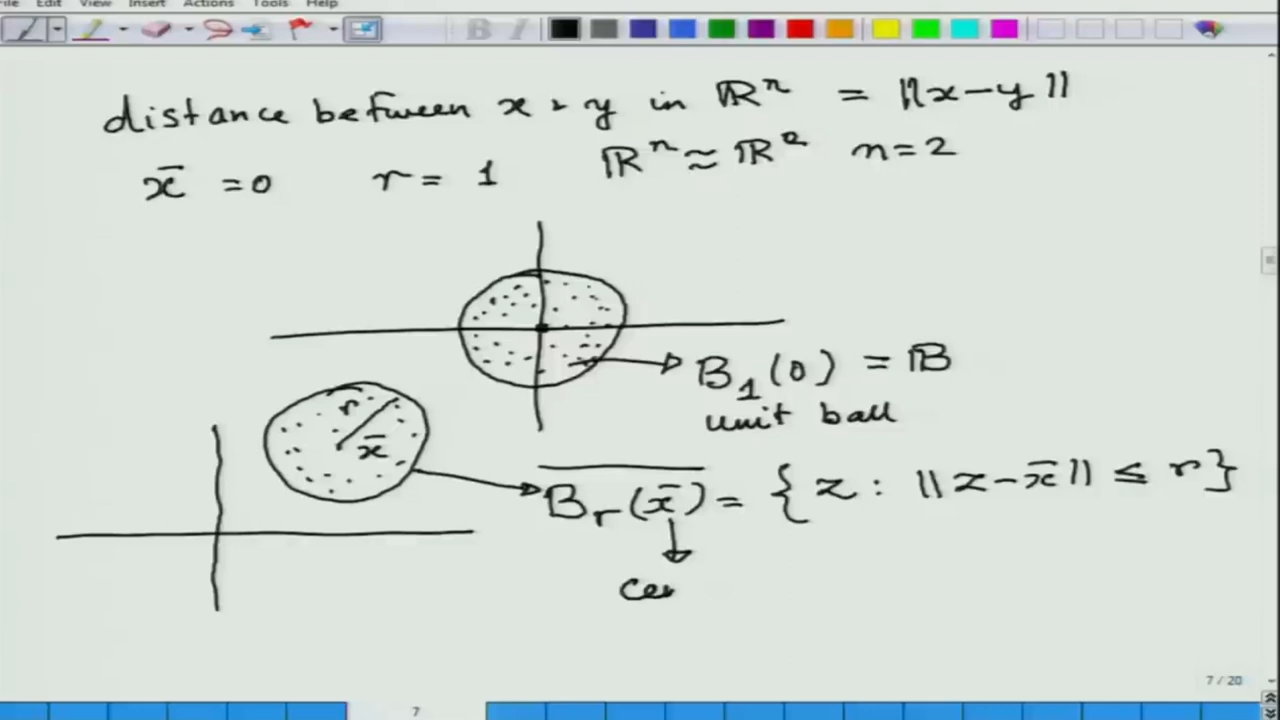 File Edit View Insert Actions Tools Help
distance between x & y in ℝⁿ = ||x-y||
x̄ = 0 r = 1 ℝⁿ ≈ ℝ² n = 2
B₁(0) = 𝔹
unit ball
r
x̄
B̅ᵣ(x̄) = {z : ||z-x̄|| ≤ r}
Cen
7 / 20
7